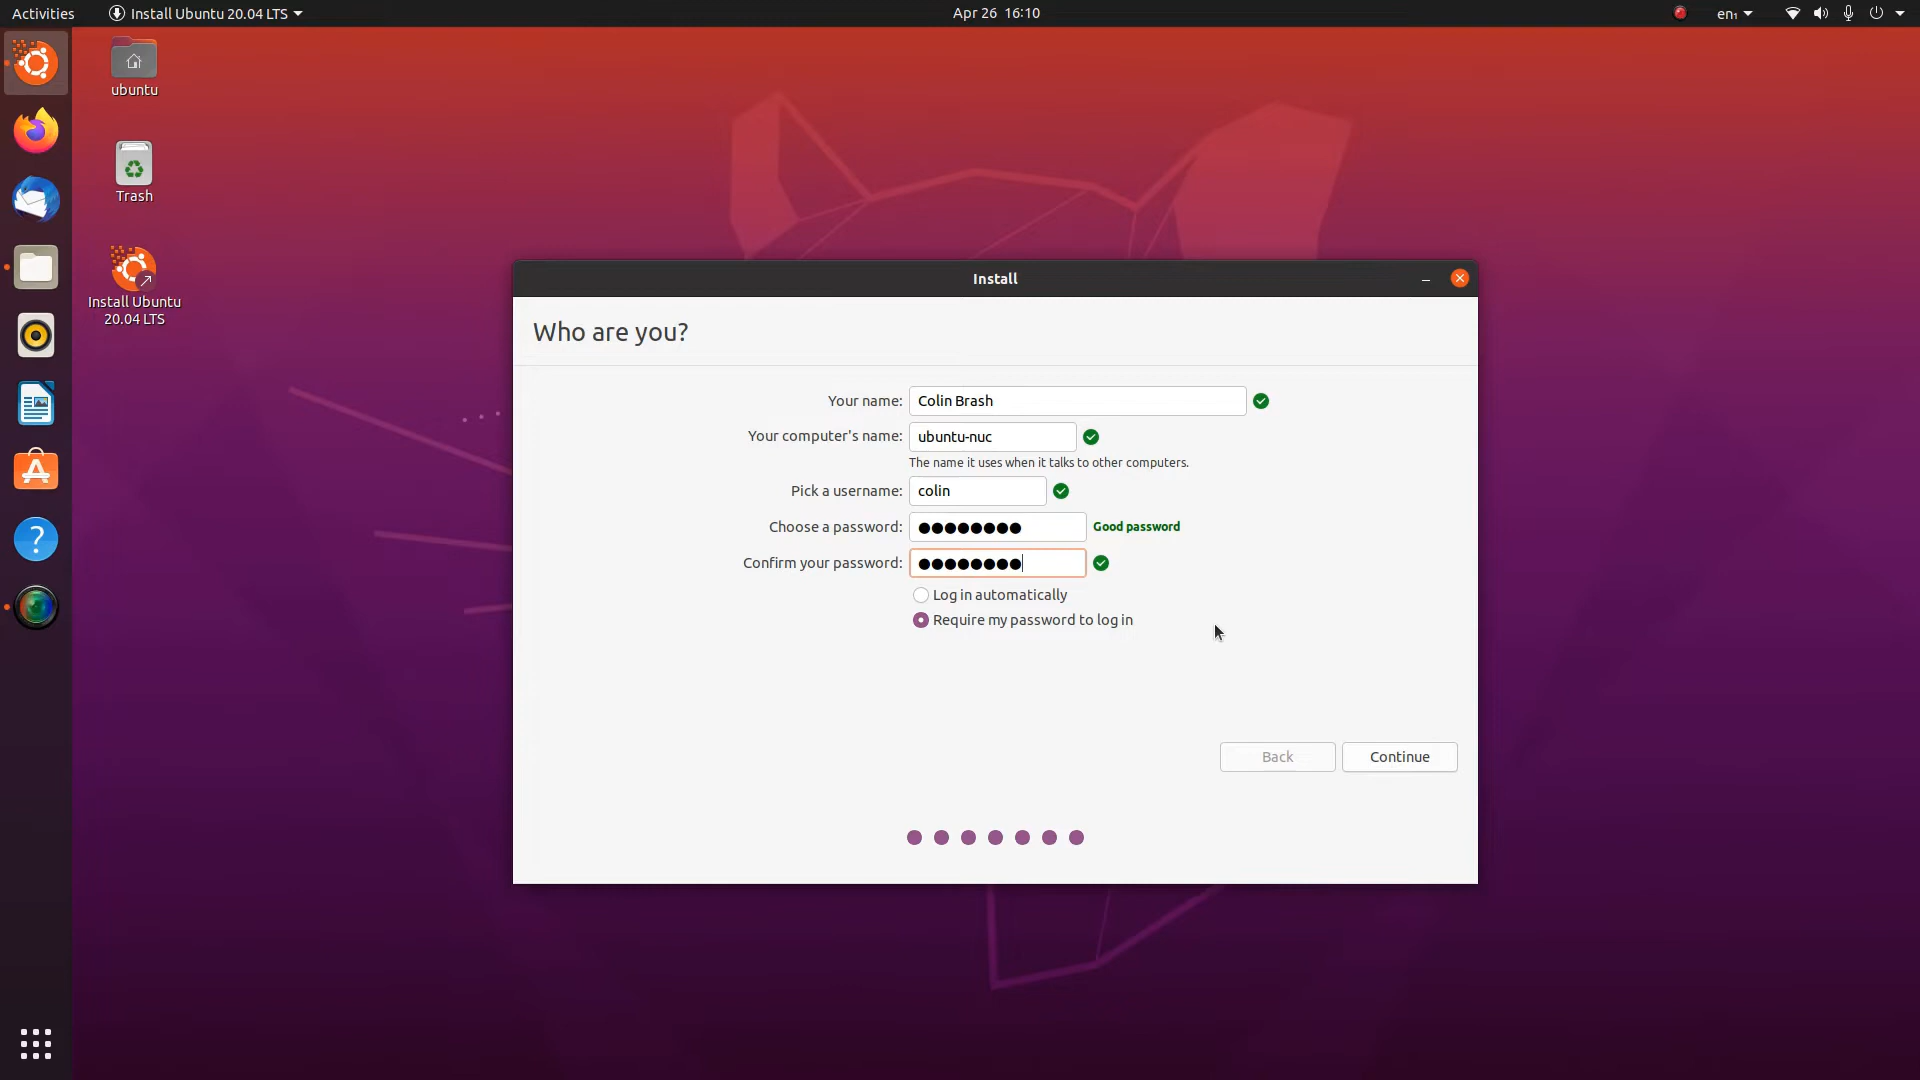 Activities
Install Ubuntu 20.04 LTS
Apr 26 16:10
en₁
ubuntu
Trash
Install Ubuntu
20.04 LTS
Install
Who are you?
Your name: Colin Brash
Your computer's name: ubuntu-nuc
The name it uses when it talks to other computers.
Pick a username: colin
Choose a password: ●●●●●●●● Good password
Confirm your password: ●●●●●●●●
Log in automatically
Require my password to log in
Back
Continue